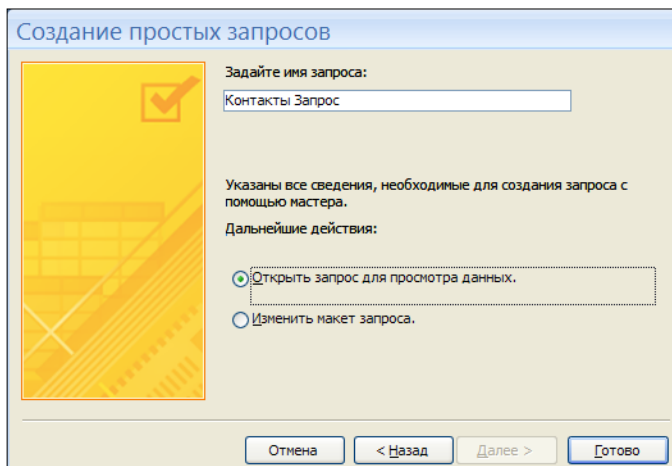 Создание простых запросов
Задайте имя запроса:
Контакты Запрос
Указаны все сведения, необходимые для создания запроса с
помощью мастера.
Дальнейшие действия:
Открыть запрос для просмотра данных.
Изменить макет запроса.
Отмена
< Назад
Далее >
Готово